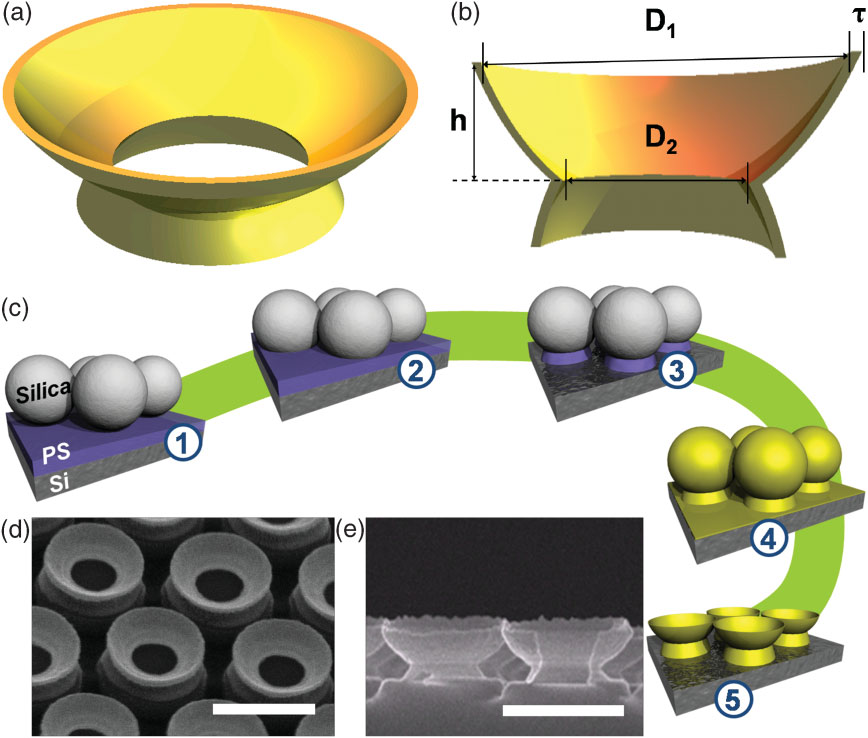 (a)
(b)
D₁
τ
h
D₂
(c)
Silica
PS
Si
1
2
3
4
5
(d)
(e)